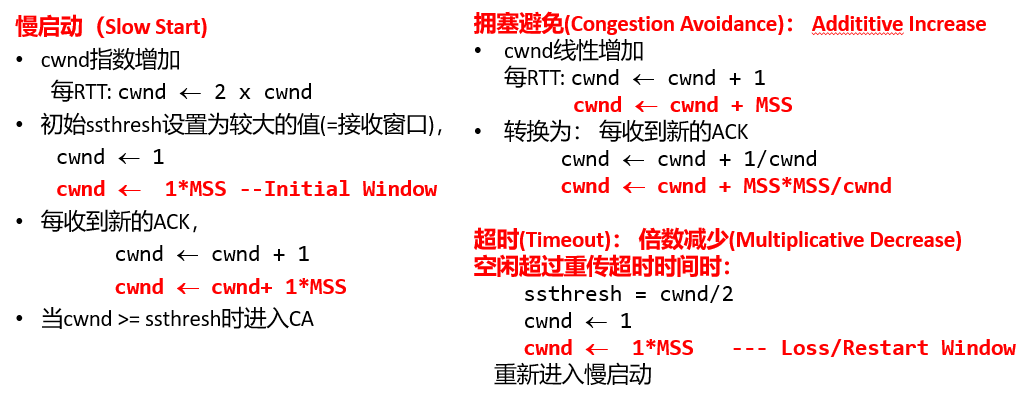 慢启动（Slow Start)
• cwnd指数增加
每RTT: cwnd ← 2 x cwnd
• 初始ssthresh设置为较大的值(=接收窗口),
cwnd ← 1
cwnd ← 1*MSS --Initial Window
• 每收到新的ACK,
cwnd ← cwnd + 1
cwnd ← cwnd+ 1*MSS
• 当cwnd >= ssthresh时进入CA
拥塞避免(Congestion Avoidance)： Addititive Increase
• cwnd线性增加
每RTT: cwnd ← cwnd + 1
cwnd ← cwnd + MSS
• 转换为： 每收到新的ACK
cwnd ← cwnd + 1/cwnd
cwnd ← cwnd + MSS*MSS/cwnd
超时(Timeout)： 倍数减少(Multiplicative Decrease)
空闲超过重传超时时间时：
ssthresh = cwnd/2
cwnd ← 1
cwnd ← 1*MSS --- Loss/Restart Window
重新进入慢启动